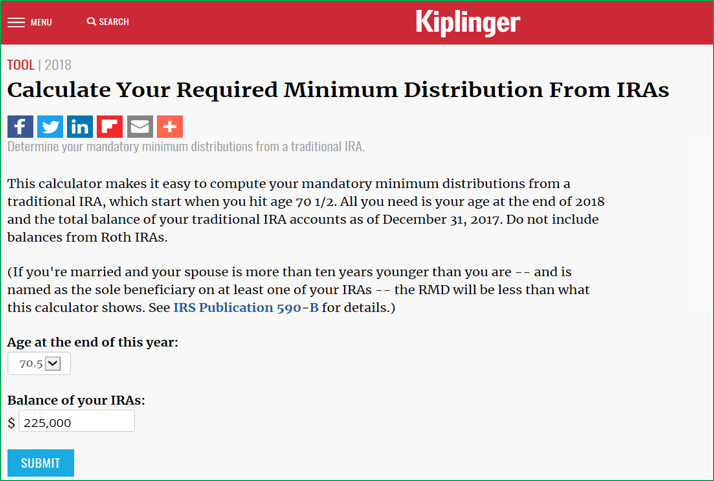 MENU
SEARCH
Kiplinger
TOOL | 2018
Calculate Your Required Minimum Distribution From IRAs
Determine your mandatory minimum distributions from a traditional IRA.
This calculator makes it easy to compute your mandatory minimum distributions from a
traditional IRA, which start when you hit age 70 1/2. All you need is your age at the end of 2018
and the total balance of your traditional IRA accounts as of December 31, 2017. Do not include
balances from Roth IRAs.
(If you're married and your spouse is more than ten years younger than you are -- and is
named as the sole beneficiary on at least one of your IRAs -- the RMD will be less than what
this calculator shows. See IRS Publication 590-B for details.)
Age at the end of this year:
70.5
Balance of your IRAs:
$ 225,000
SUBMIT